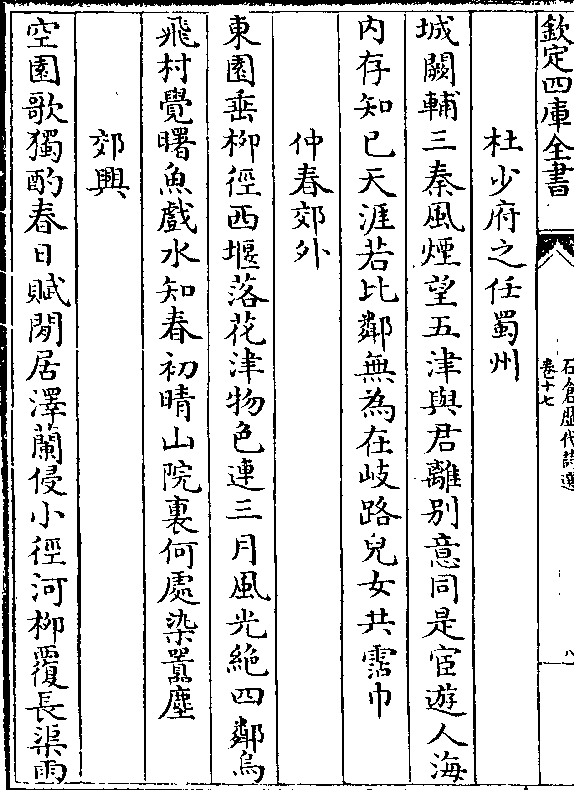 欽定四庫全書
石倉歷代詩選
卷十七
八
杜少府之任蜀州
城闕輔三秦風煙望五津與君離別意同是宦遊人海
內存知己天涯若比鄰無為在岐路兒女共霑巾
仲春郊外
東園垂柳徑西堰落花津物色連三月風光絶四鄰鳥
飛村覺曙魚戲水知春初晴山院裏何處染嚣塵
郊興
空園歌獨酌春日賦閒居澤蘭侵小徑河柳覆長渠雨